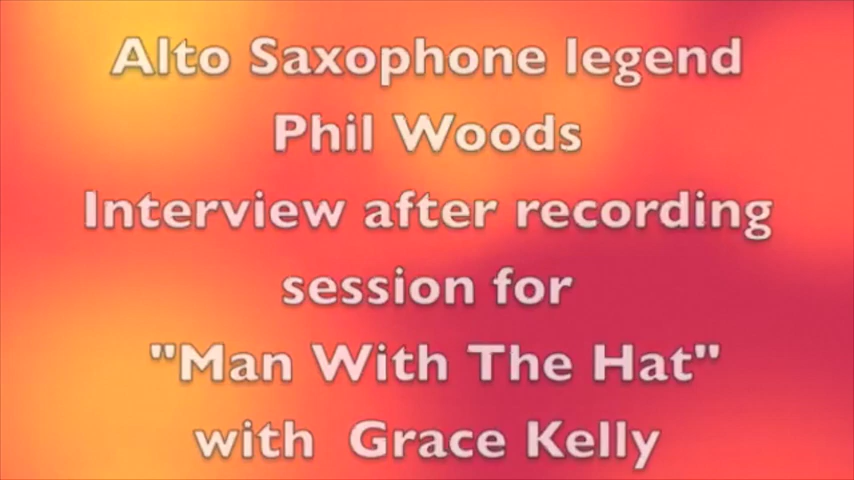 Alto Saxophone legend
Phil Woods
Interview after recording
session for
"Man With The Hat"
with  Grace Kelly